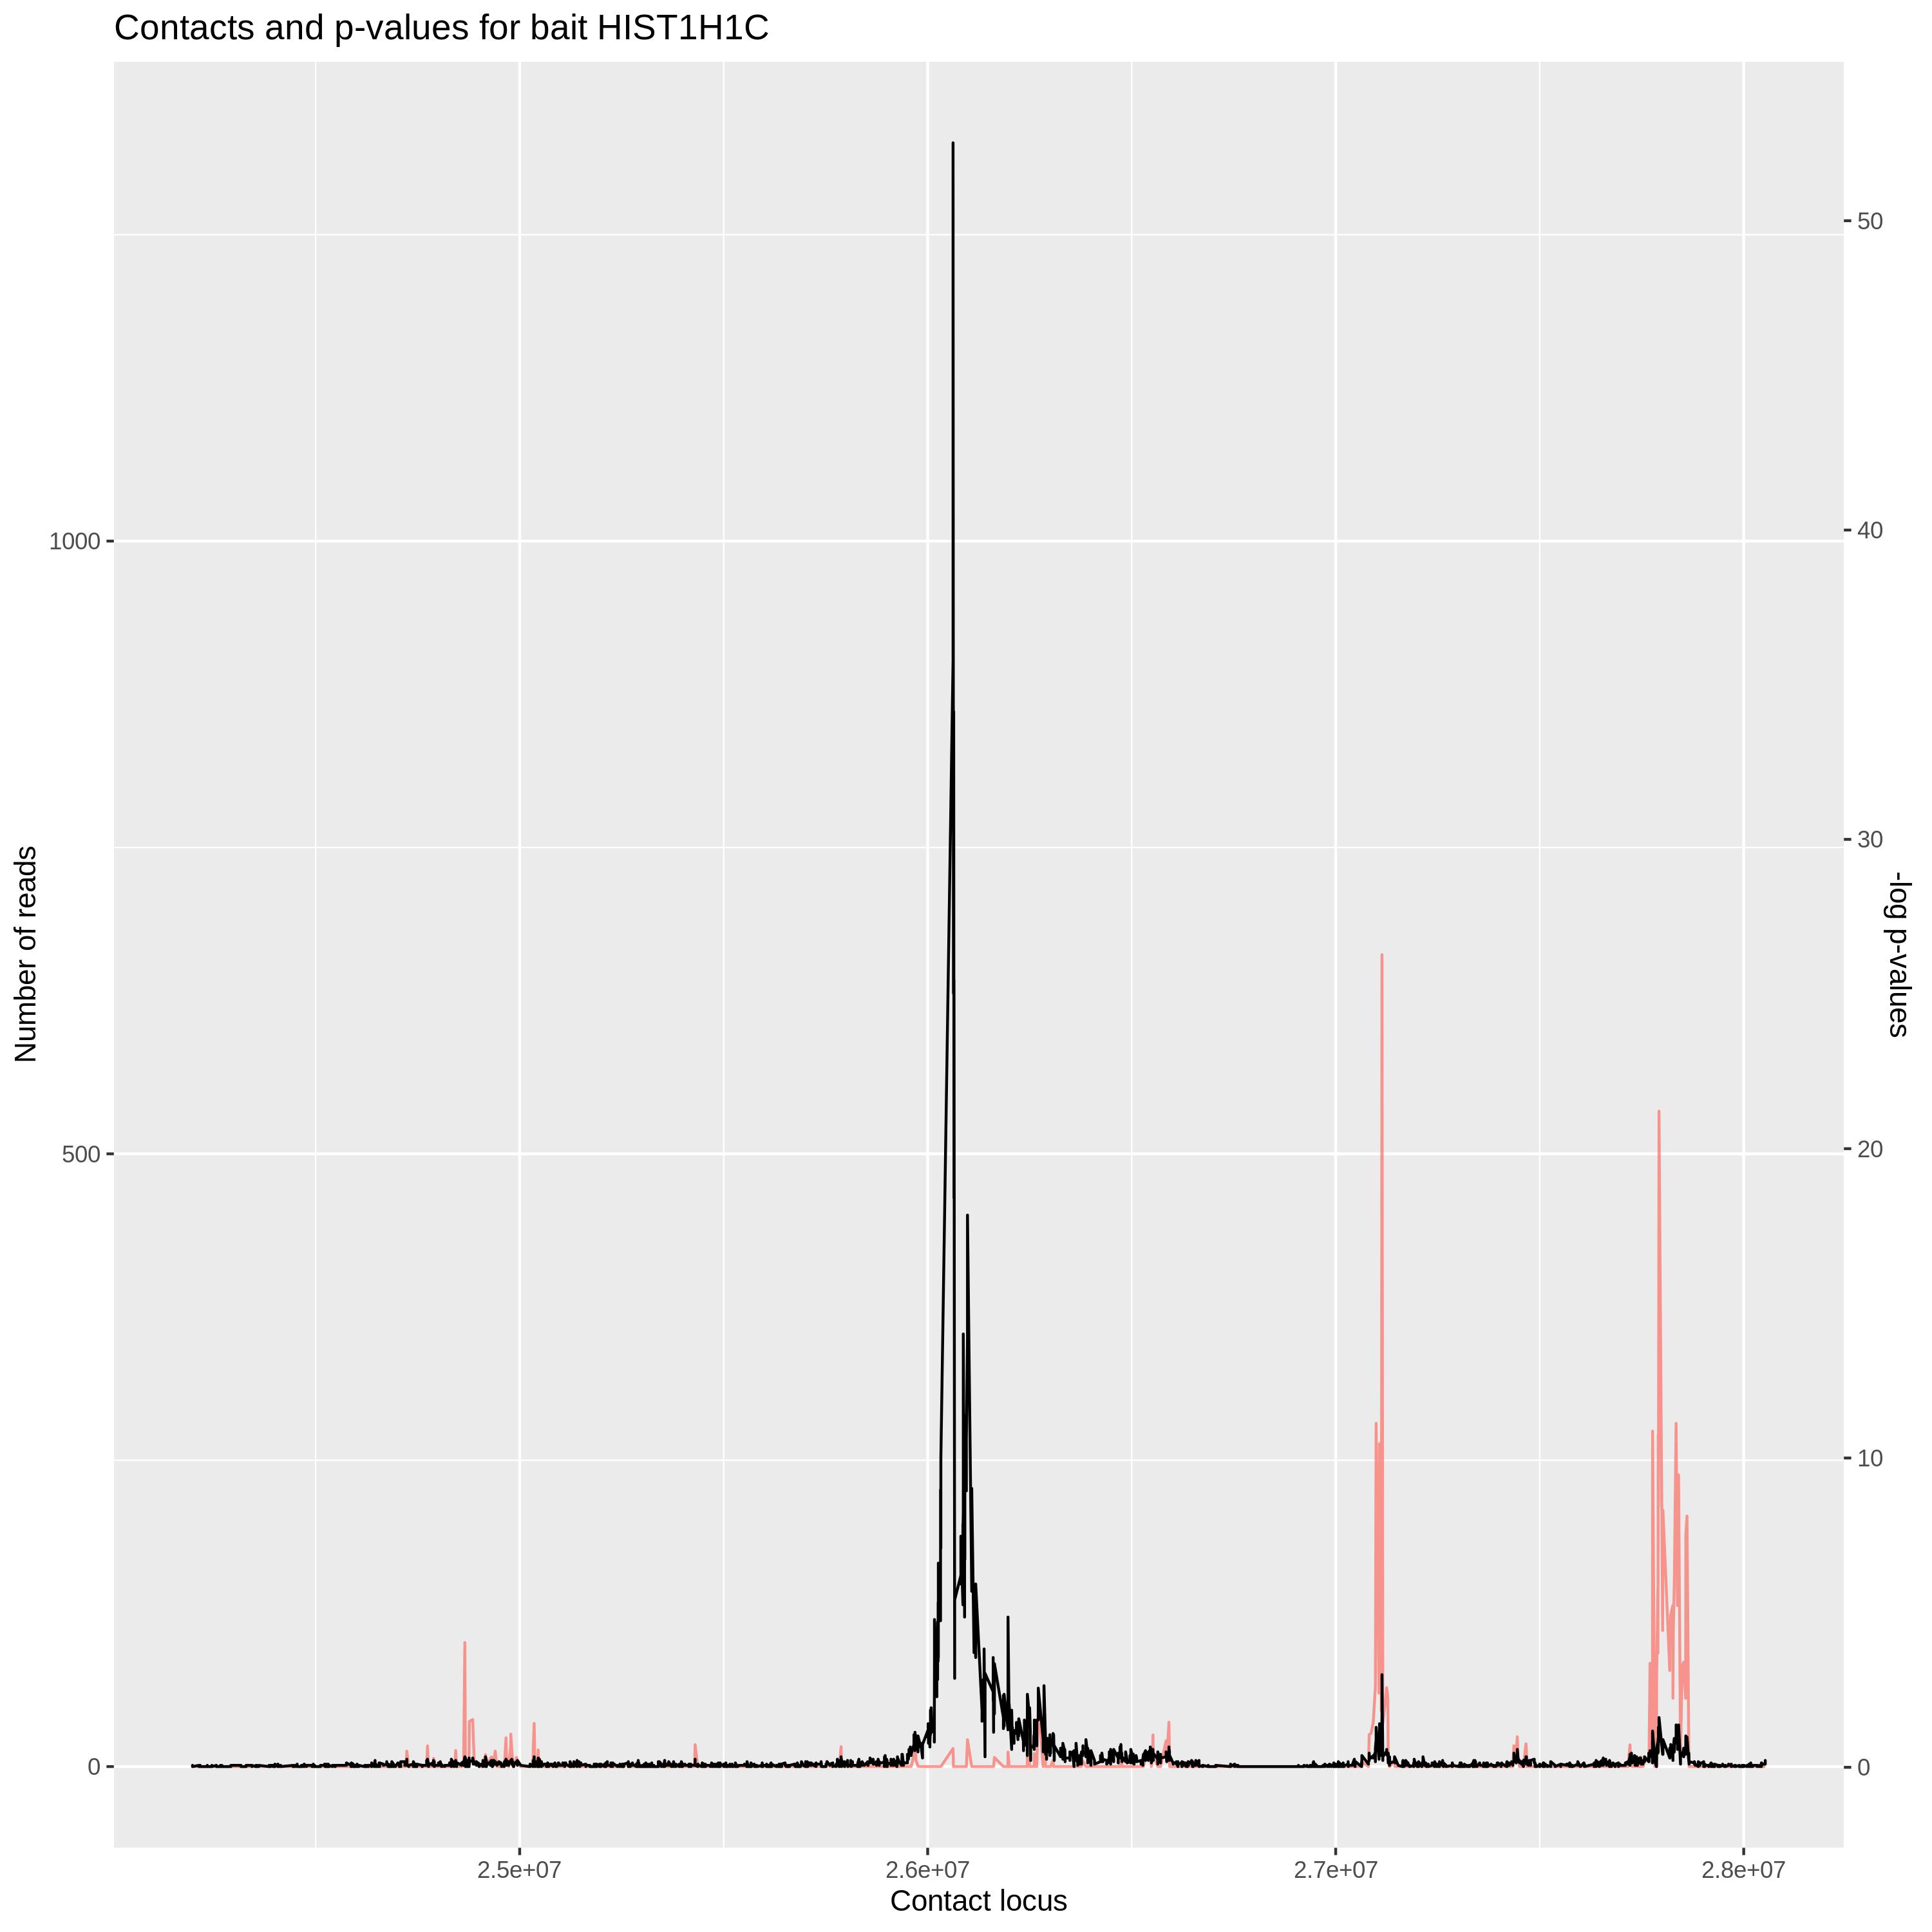 Contacts and p-values for bait HIST1H1C
Number of reads
1000
500
0
50
40
30
20
10
0
-log p-values
2.5e+07
2.6e+07
2.7e+07
2.8e+07
Contact locus